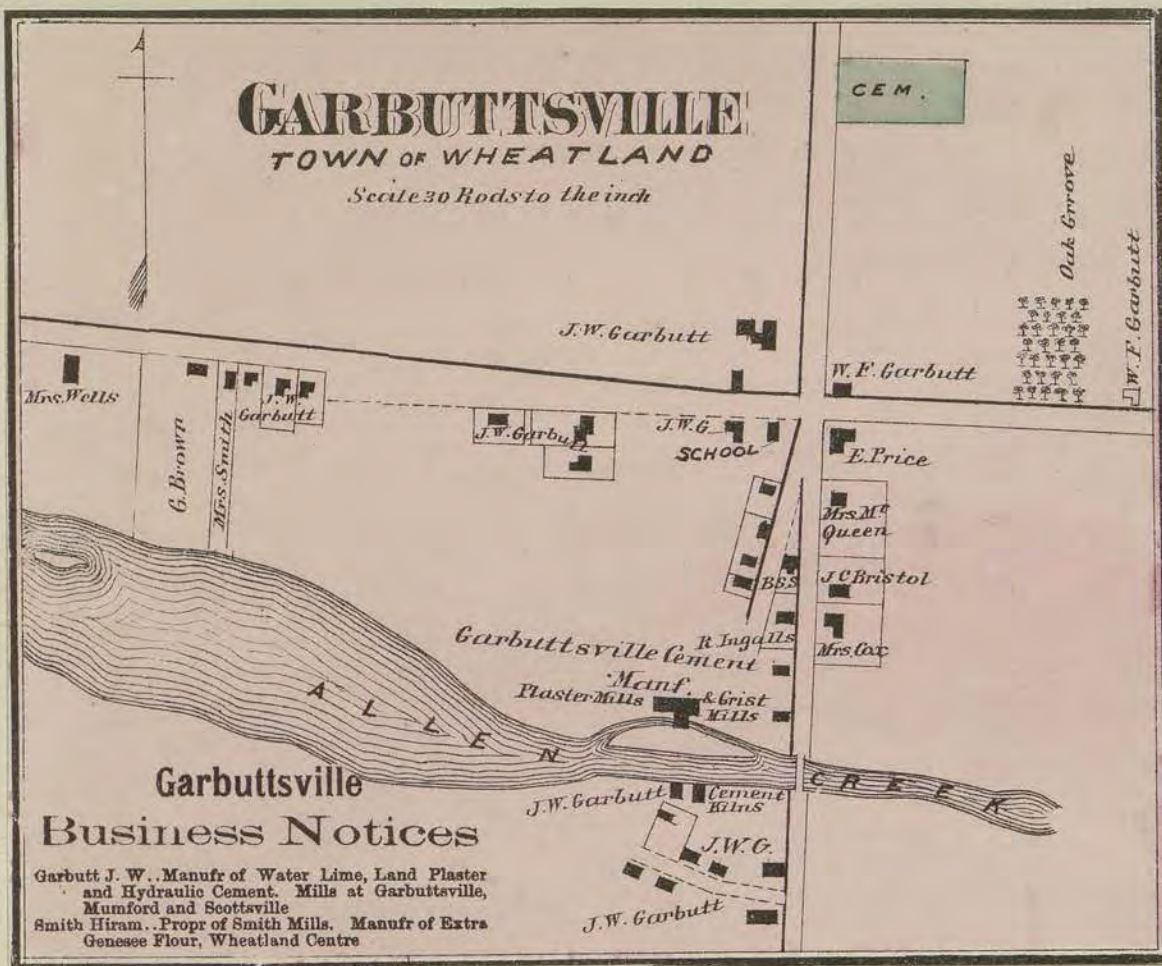 GARBUTTSVILLE
TOWN OF WHEATLAND
Scale 30 Rods to the inch
CEM.
Oak Grrove
W. F. Garbutt
J. W. Garbutt
W. F. Garbutt
Mrs. Wells
G. Brown
Mrs. Smith
J. W.
Garbutt
J. W. Garbutt
J. W. G.
SCHOOL
E. Price
Mrs. Mc
Queen
B.S.S
J C Bristol
R. Ingalls
Mrs. Cox
Garbuttsville Cement
Manf.
Plaster Mills
& Grist
Mills
ALLEN CREEK
J. W. Garbutt
Cement
Kilns
J. W. G.
J. W. Garbutt
Garbuttsville
Business Notices
Garbutt J. W..Manufr of Water Lime, Land Plaster
and Hydraulic Cement. Mills at Garbuttsville,
Mumford and Scottsville
Smith Hiram..Propr of Smith Mills. Manufr of Extra
Genesee Flour, Wheatland Centre